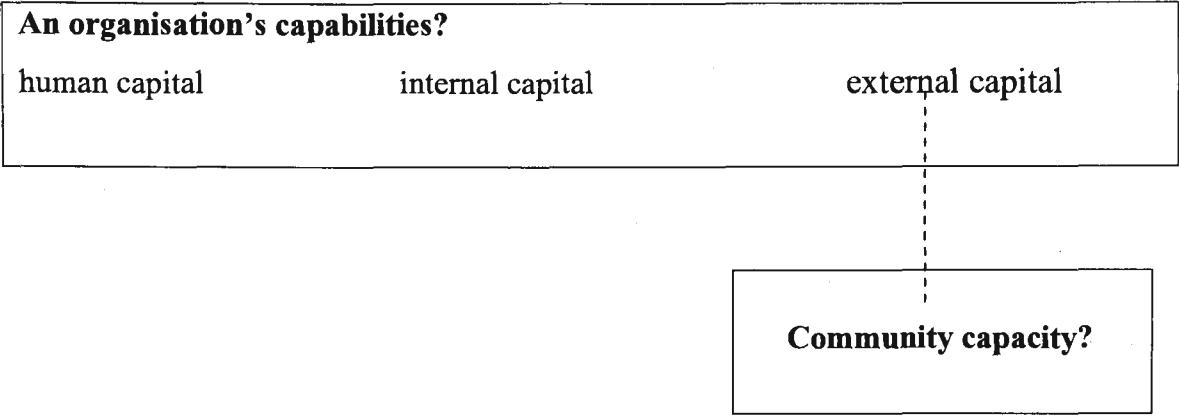 An organisation's capabilities?
human capital internal capital external capital
Community capacity?